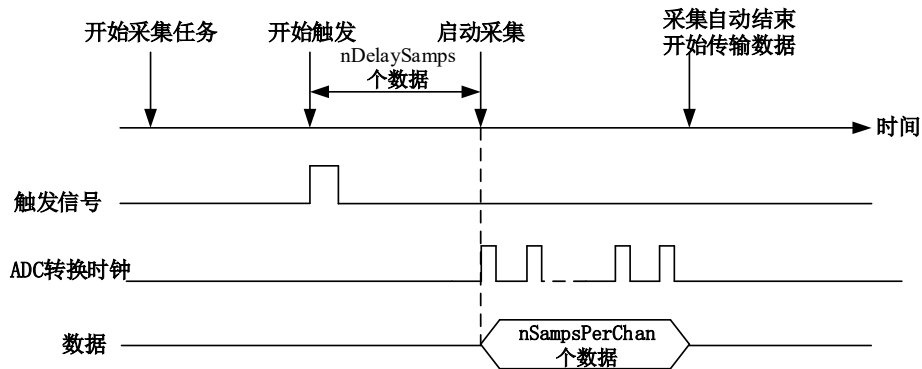 开始采集任务
开始触发
启动采集
采集自动结束
开始传输数据
nDelaySamps
个数据
时间
触发信号
ADC转换时钟
数据
nSampsPerChan
个数据